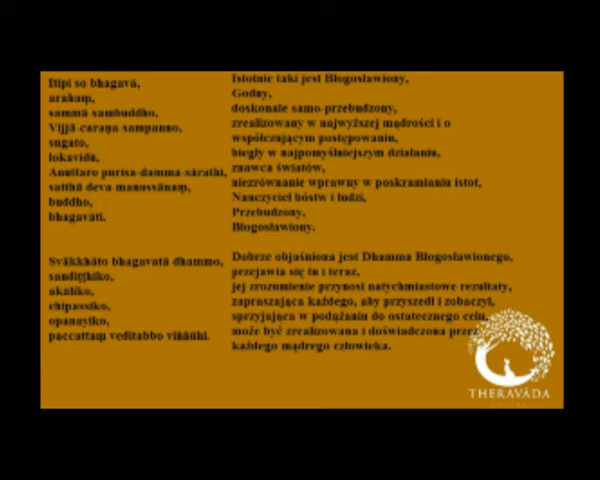 Itipi so bhagavā,
arahaṃ,
sammā sambuddho,
Vijjā-caraṇa sampanno,
sugato,
lokavidu,
Anuttaro purisa-damma-sārathi,
satthā deva-manussānaṃ,
buddho,
bhagavāti.
Svākkhāto bhagavatā dhammo,
sandiṭṭhiko,
akāliko,
ehipassiko,
opanayiko,
paccattaṃ veditabbo viññūhi.
Istotnie taki jest Błogosławiony,
Godny,
doskonale samo-przebudzony,
zrealizowany w najwyższej mądrości i o
współczującym postępowaniu,
biegły w najpomyślniejszym działaniu,
znawca światów,
niezrównanie wprawny w poskramianiu istot,
Nauczyciel bóstw i ludzi,
Przebudzony,
Błogosławiony.
Dobrze objaśniona jest Dhamma Błogosławionego,
przejawia się tu i teraz,
jej zrozumienie przynosi natychmiastowe rezultaty,
zapraszająca każdego, aby przyszedł i zobaczył,
sprzyjająca w podążaniu do ostatecznego celu,
może być zrealizowana i doświadczona przez
każdego mądrego człowieka.
THERAVĀDA